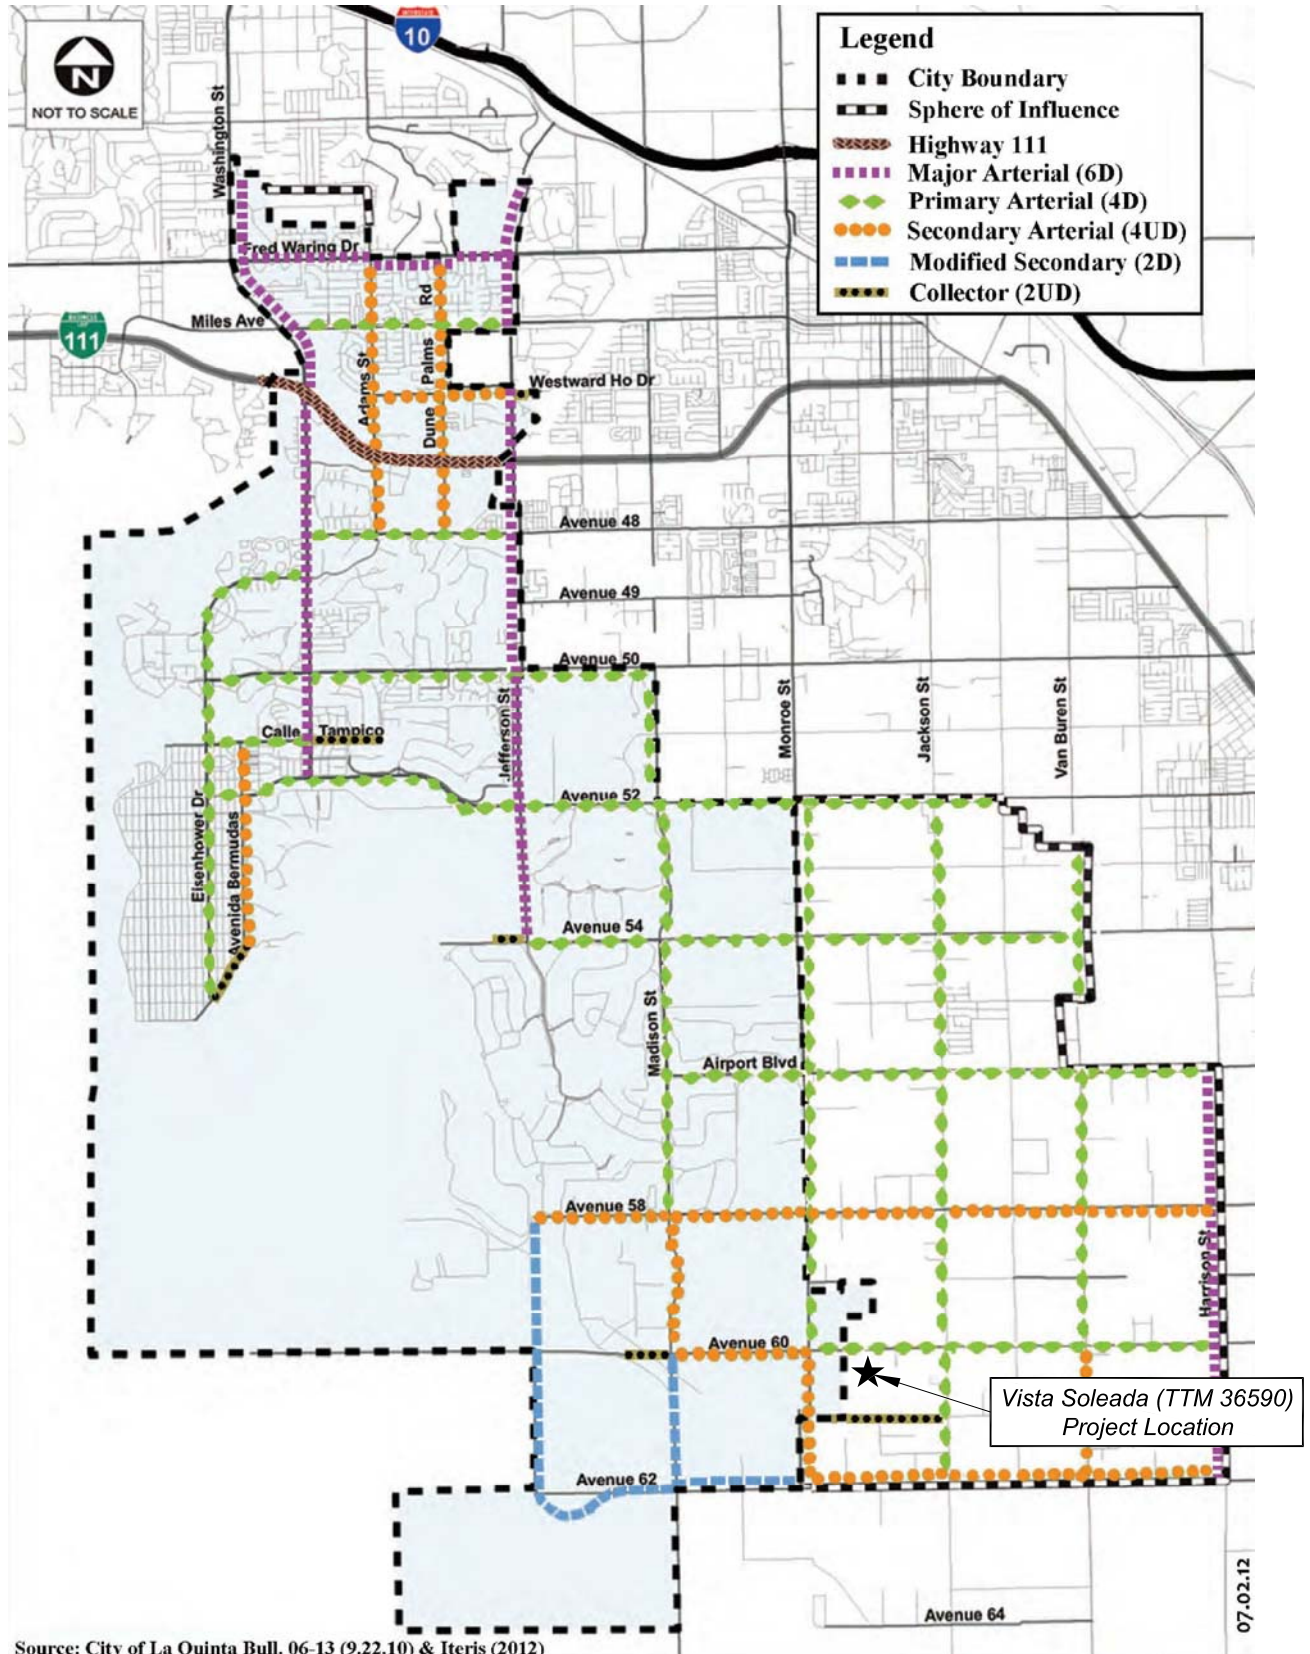 N
NOT TO SCALE
INTERSTATE
10
Legend
City Boundary
Sphere of Influence
Highway 111
Major Arterial (6D)
Primary Arterial (4D)
Secondary Arterial (4UD)
Modified Secondary (2D)
Collector (2UD)
Washington St
Fred Waring Dr
Miles Ave
111
Adams St
Dune Palms Rd
Westward Ho Dr
Avenue 48
Avenue 49
Avenue 50
Calle Tampico
Jefferson St
Monroe St
Jackson St
Van Buren St
Avenue 52
Eisenhower Dr
Avenida Bermudas
Avenue 54
Madison St
Airport Blvd
Avenue 58
Harrison St
Avenue 60
Vista Soleada (TTM 36590)
Project Location
Avenue 62
Avenue 64
07.02.12
Source: City of La Quinta Bull. 06-13 (9.22.10) & Iteris (2012)